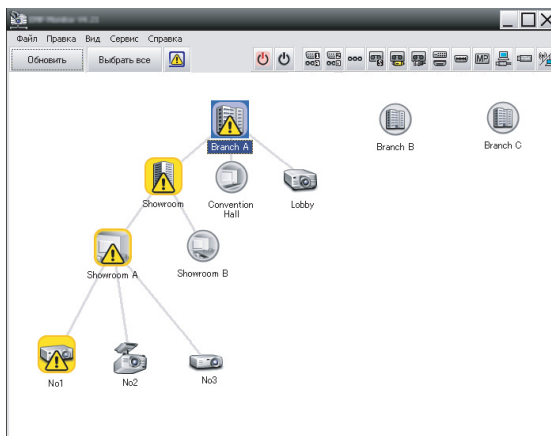 Файл Правка Вид Сервис Справка
Обновить Выбрать все
MP
Branch A
Branch B
Branch C
Showroom
Convention
Hall
Lobby
Showroom A
Showroom B
No1
No2
No3